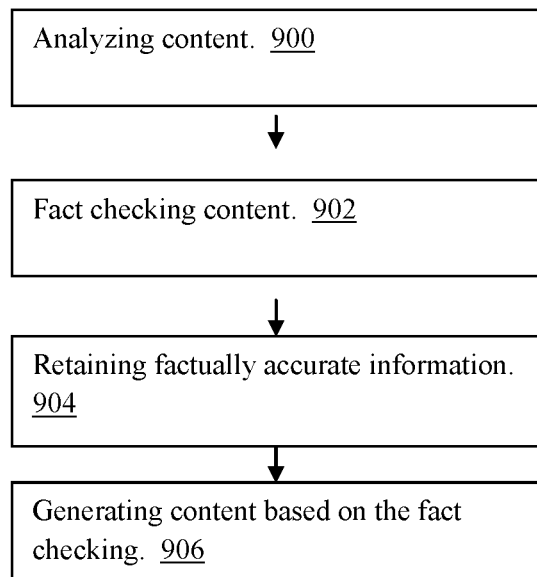 Analyzing content. 900
Fact checking content. 902
Retaining factually accurate information.
904
Generating content based on the fact
checking. 906